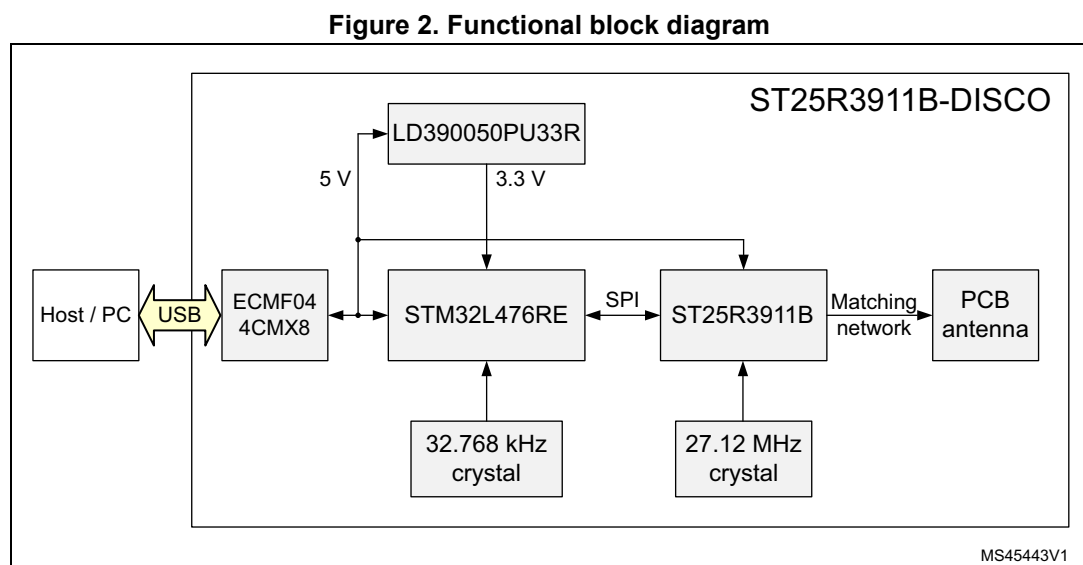 Figure 2. Functional block diagram
ST25R3911B-DISCO
LD390050PU33R
5 V
3.3 V
Host / PC
USB
ECMF04
4CMX8
STM32L476RE
SPI
ST25R3911B
Matching
network
PCB
antenna
32.768 kHz
crystal
27.12 MHz
crystal
MS45443V1